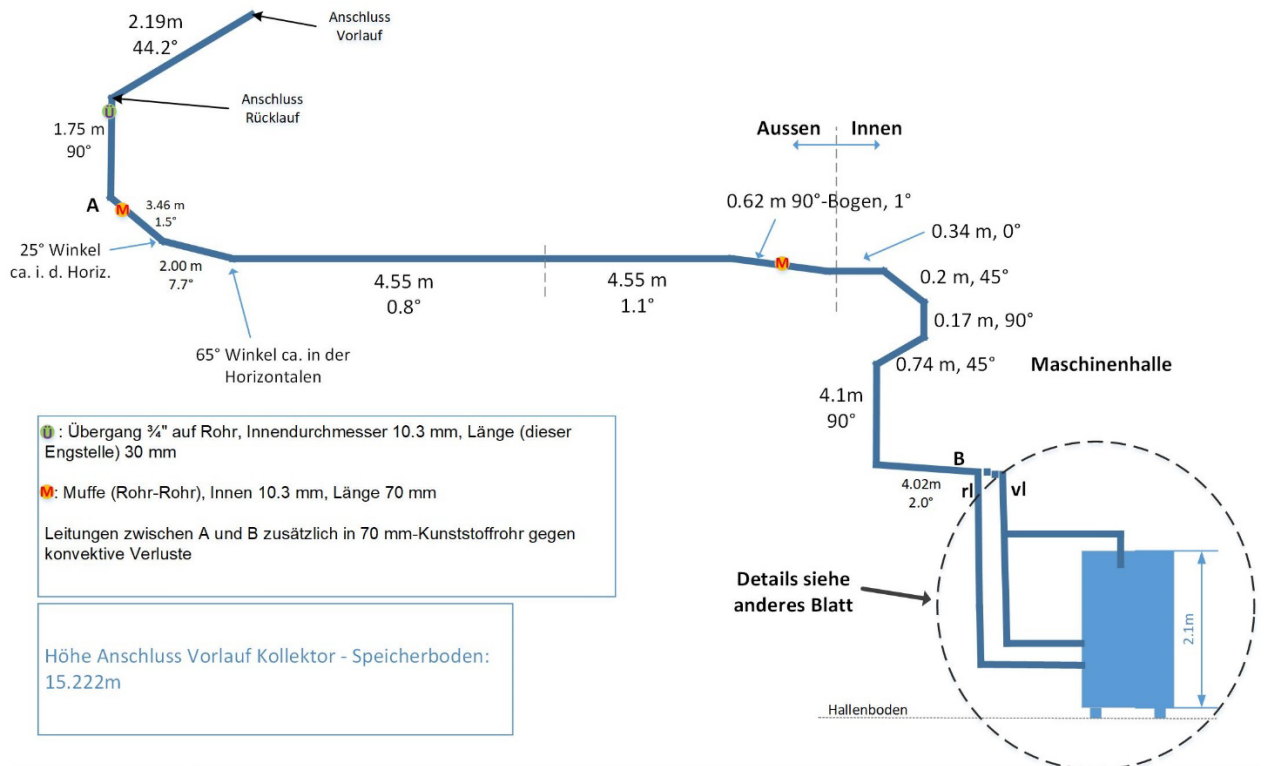 2.19m
44.2°
Anschluss
Vorlauf
Anschluss
Rücklauf
Ü
1.75 m
90°
A
M
3.46 m
1.5°
25° Winkel
ca. i. d. Horiz.
2.00 m
7.7°
4.55 m
0.8°
4.55 m
1.1°
65° Winkel ca. in der
Horizontalen
Aussen
Innen
0.62 m 90°-Bogen, 1°
M
0.34 m, 0°
0.2 m, 45°
0.17 m, 90°
0.74 m, 45°
Maschinenhalle
4.1m
90°
B
4.02m
2.0°
rl
vl
Details siehe
anderes Blatt
2.1m
Hallenboden
Ü : Übergang ¾" auf Rohr, Innendurchmesser 10.3 mm, Länge (dieser
Engstelle) 30 mm
M: Muffe (Rohr-Rohr), Innen 10.3 mm, Länge 70 mm
Leitungen zwischen A und B zusätzlich in 70 mm-Kunststoffrohr gegen
konvektive Verluste
Höhe Anschluss Vorlauf Kollektor - Speicherboden:
15.222m